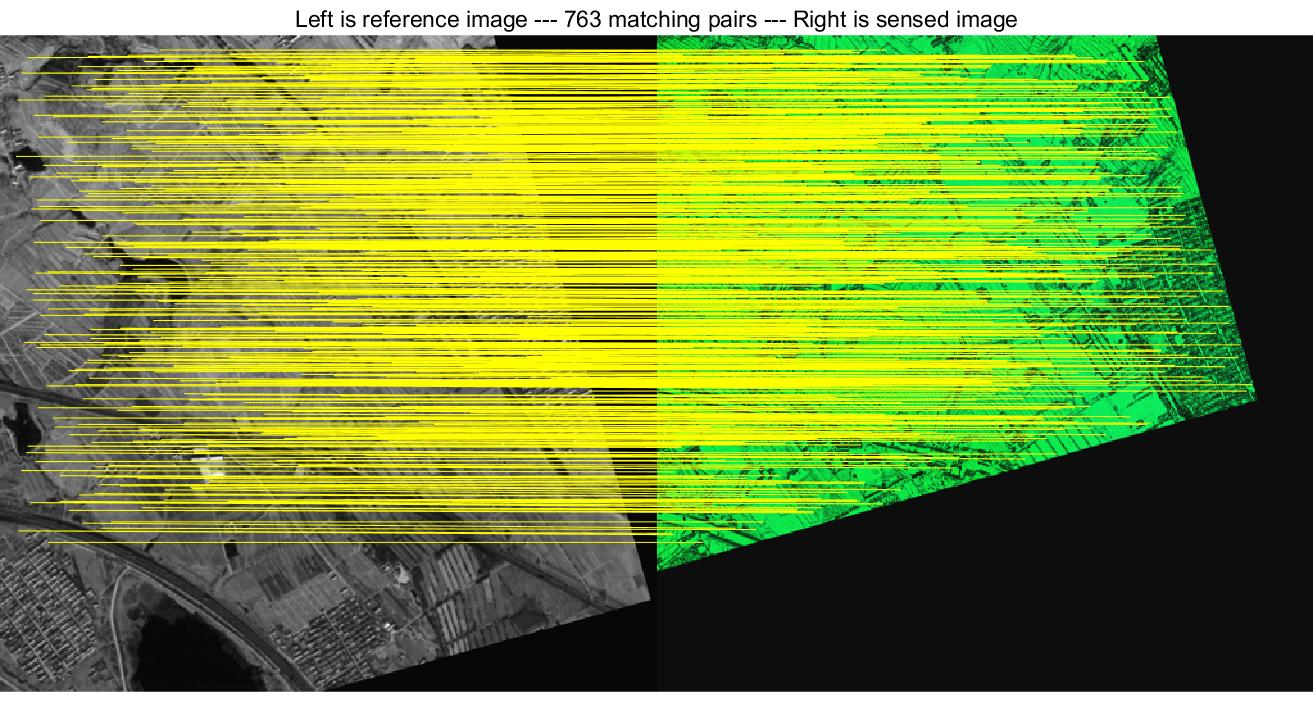 Left is reference image --- 763 matching pairs --- Right is sensed image